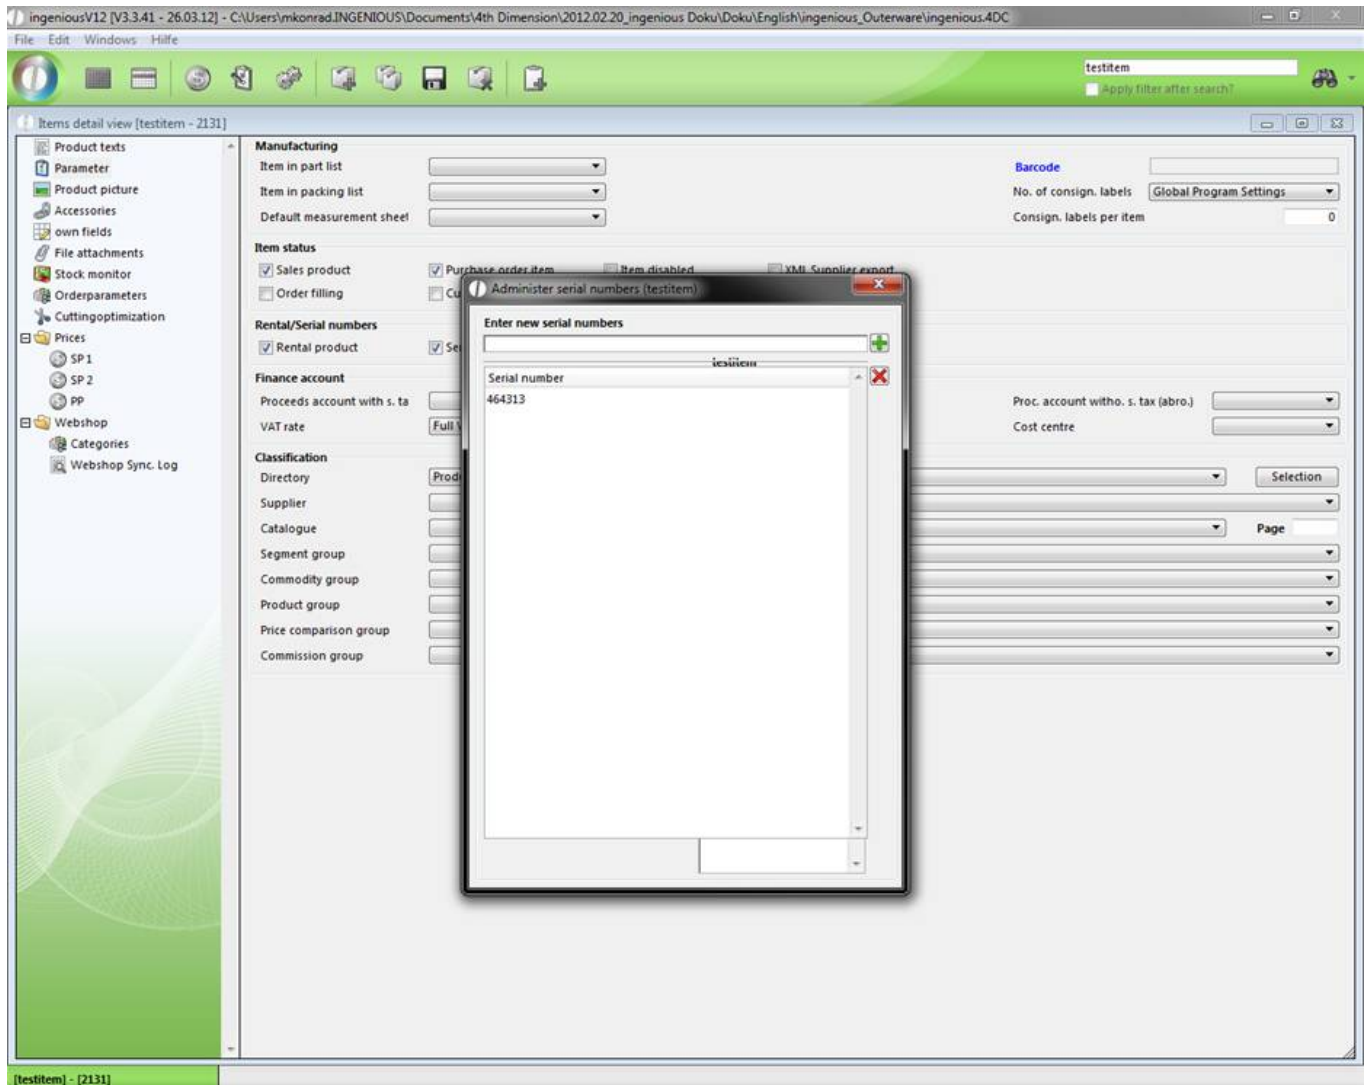 ingeniousV12 [V3.3.41 - 26.03.12] - C:\Users\mkonrad.INGENIOUS\Documents\4th Dimension\2012.02.20_ingenious Doku\Doku\English\ingenious_Outerware\ingenious.4DC
File Edit Windows Hilfe
testitem
Apply filter after search?
Items detail view [testitem - 2131]
Product texts
Parameter
Product picture
Accessories
own fields
File attachments
Stock monitor
Orderparameters
Cuttingoptimization
Prices
SP 1
SP 2
PP
Webshop
Categories
Webshop Sync. Log
Manufacturing
Item in part list
Barcode
Item in packing list
No. of consign. labels Global Program Settings
Default measurement sheet
Consign. labels per item 0
Item status
Sales product Purchase order item Item disabled XML Supplier export
Order filling Cu
Rental/Serial numbers
Rental product Se
Finance account
Proceeds account with s. ta
Proc. account witho. s. tax (abro.)
VAT rate Full
Cost centre
Classification
Directory Prod
Selection
Supplier
Catalogue
Page
Segment group
Commodity group
Product group
Price comparison group
Commission group
Administer serial numbers (testitem)
Enter new serial numbers
testitem
Serial number
464313
[testitem] - [2131]